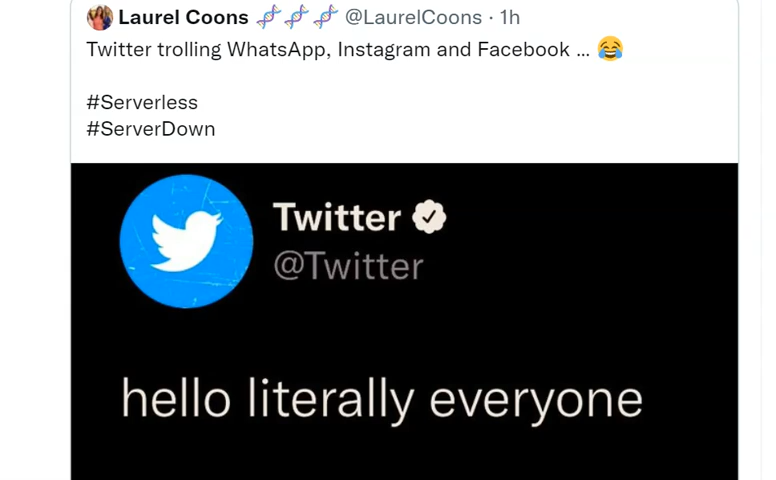 Laurel Coons 🧬 🧬 🧬 @LaurelCoons · 1h
Twitter trolling WhatsApp, Instagram and Facebook ... 😂
#Serverless
#ServerDown
Twitter
@Twitter
hello literally everyone